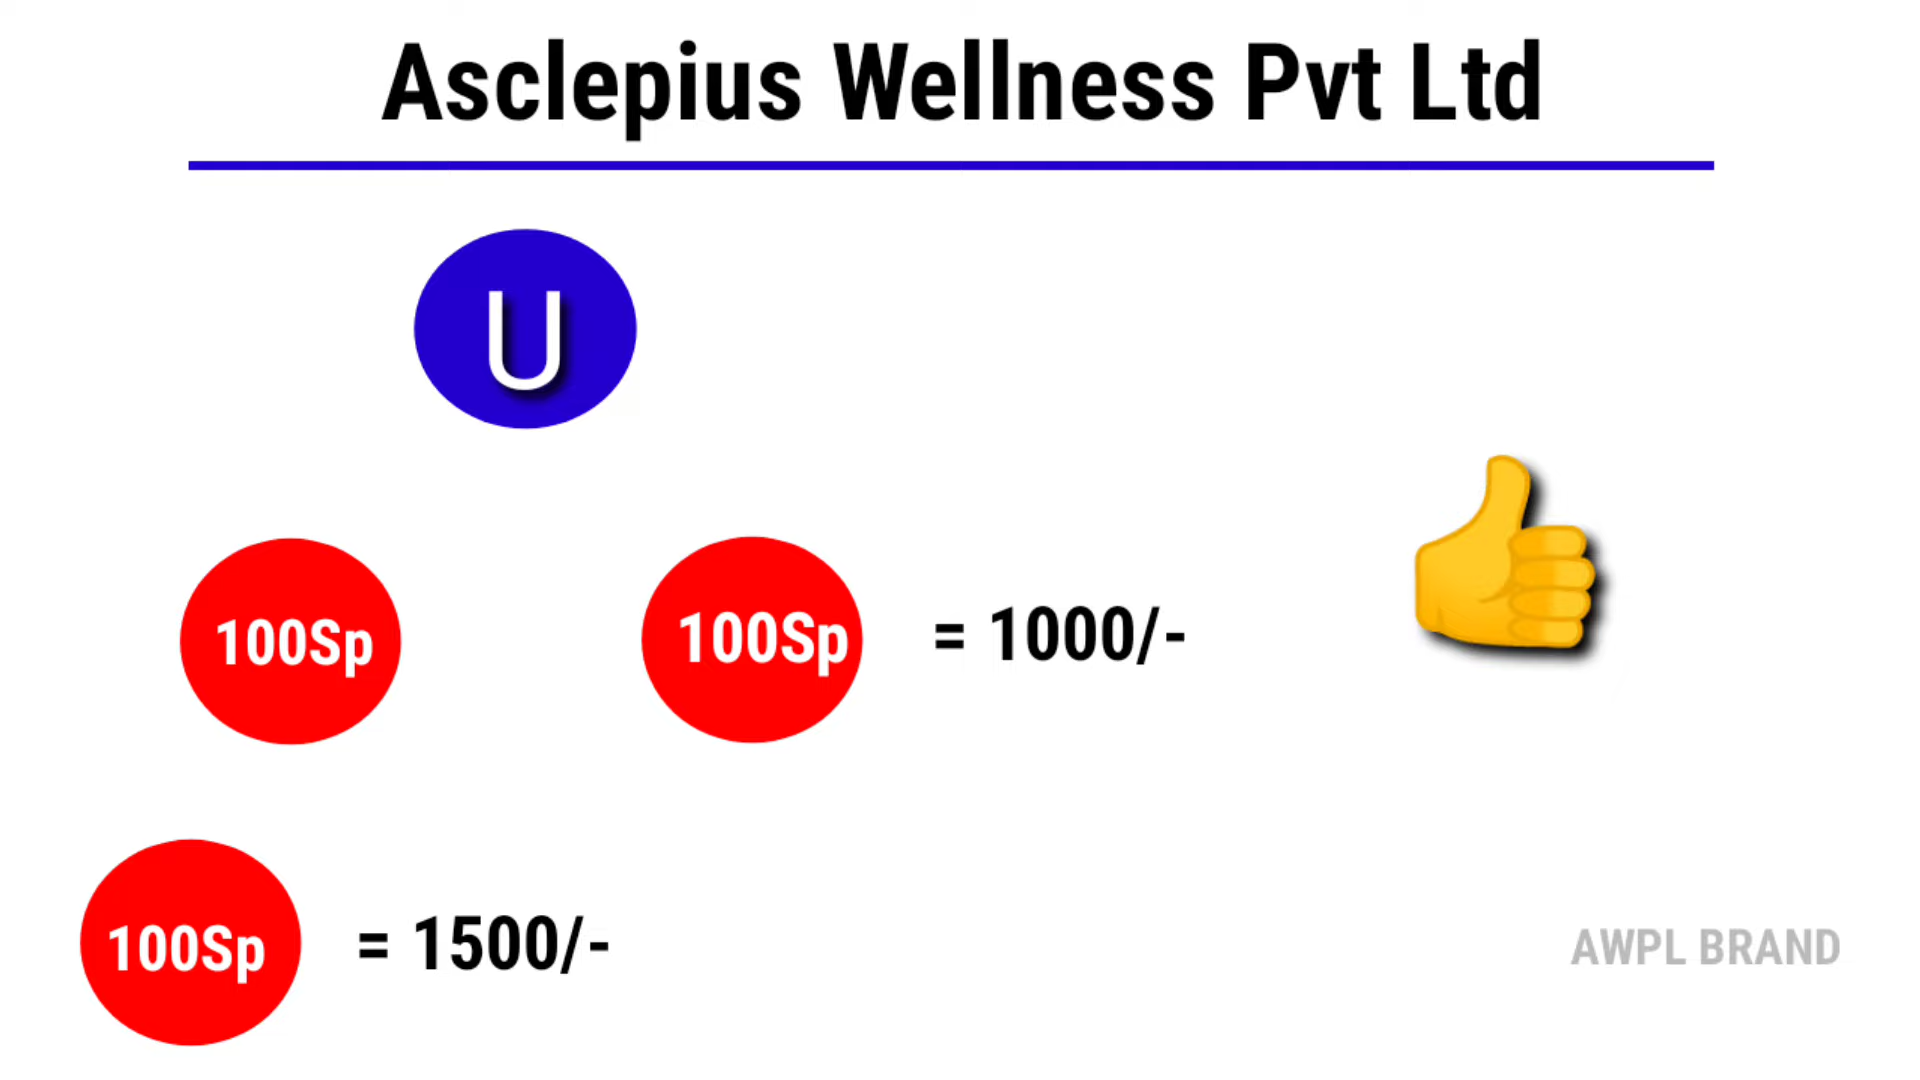 Asclepius Wellness Pvt Ltd
U
100Sp 100Sp = 1000/-
100Sp = 1500/-
AWPL BRAND